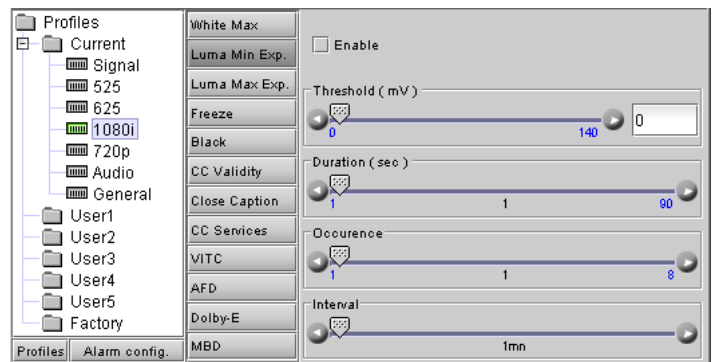 Profiles
Current
Signal
525
625
1080i
720p
Audio
General
User1
User2
User3
User4
User5
Factory
Profiles
Alarm config.
White Max
Luma Min Exp.
Luma Max Exp.
Freeze
Black
CC Validity
Close Caption
CC Services
VITC
AFD
Dolby-E
MBD
Enable
Threshold ( mV )
0 140
0
Duration ( sec )
1 1 90
Occurence
1 1 8
Interval
1mn